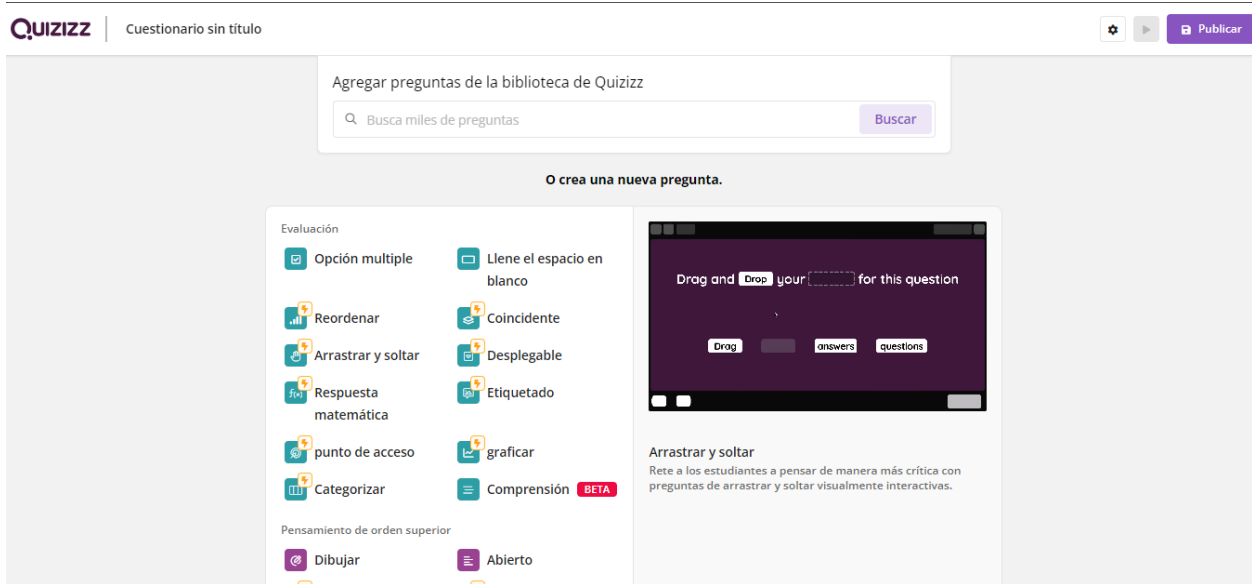 QUIZIZZ
Cuestionario sin título
Publicar
Agregar preguntas de la biblioteca de Quizizz
Busca miles de preguntas
Buscar
O crea una nueva pregunta.
Evaluación
Opción multiple
Llene el espacio en
blanco
Reordenar
Coincidente
Arrastrar y soltar
Desplegable
Respuesta
matemática
Etiquetado
punto de acceso
graficar
Categorizar
Comprensión BETA
Pensamiento de orden superior
Dibujar
Abierto
Drag and Drop your for this question
Drag answers questions
Arrastrar y soltar
Rete a los estudiantes a pensar de manera más crítica con
preguntas de arrastrar y soltar visualmente interactivas.